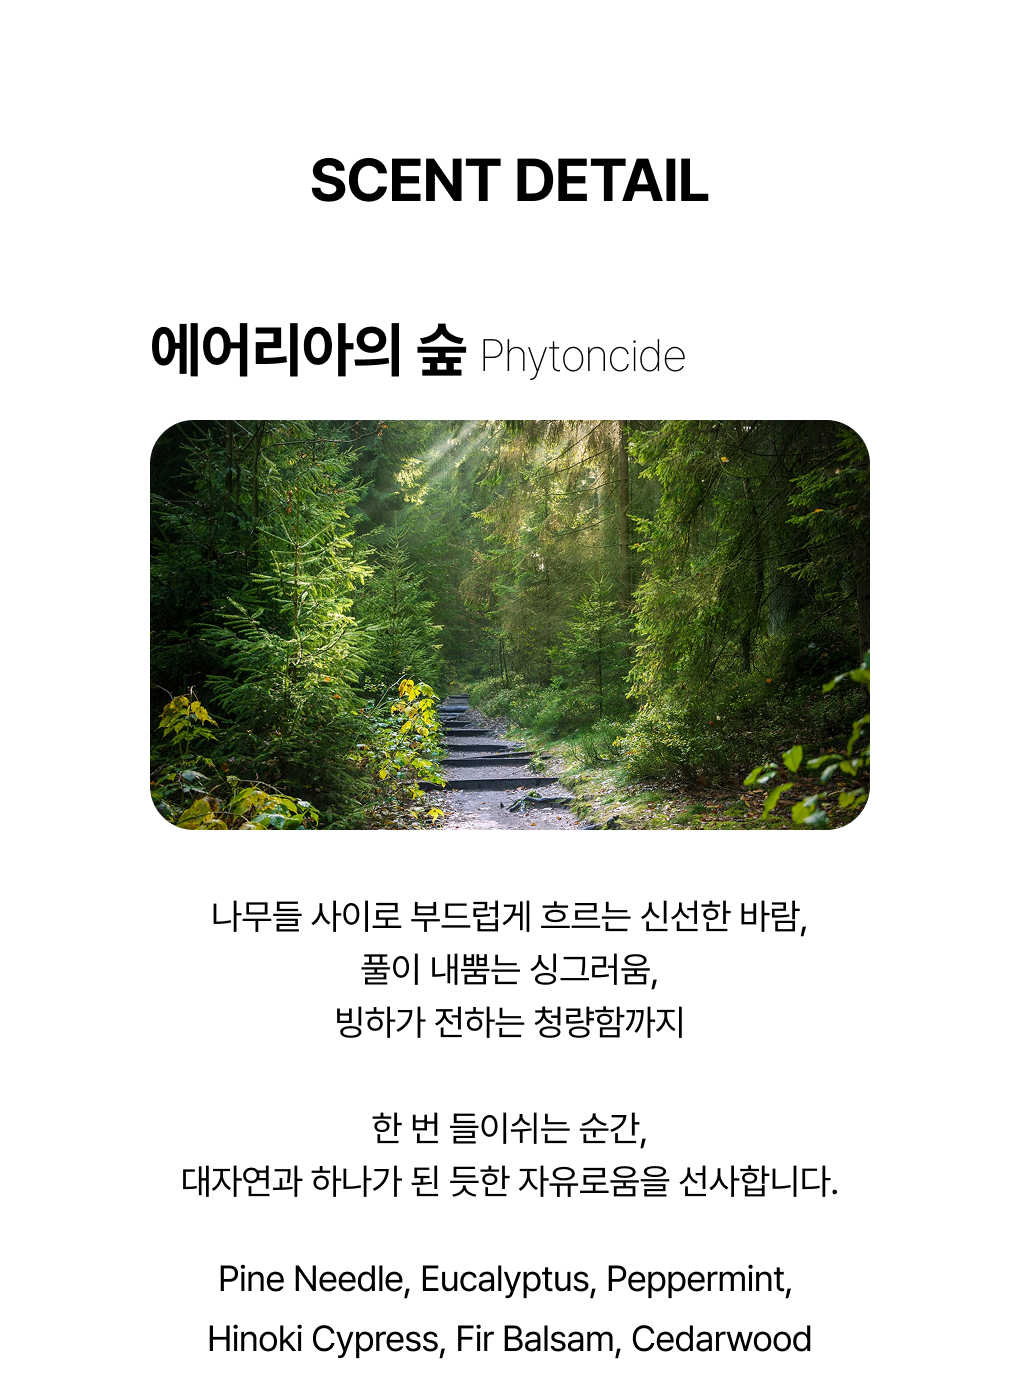 SCENT DETAIL
에어리아의 숲 Phytoncide
나무들 사이로 부드럽게 흐르는 신선한 바람,
풀이 내뿜는 싱그러움,
빙하가 전하는 청량함까지
한 번 들이쉬는 순간,
대자연과 하나가 된 듯한 자유로움을 선사합니다.
Pine Needle, Eucalyptus, Peppermint,
Hinoki Cypress, Fir Balsam, Cedarwood